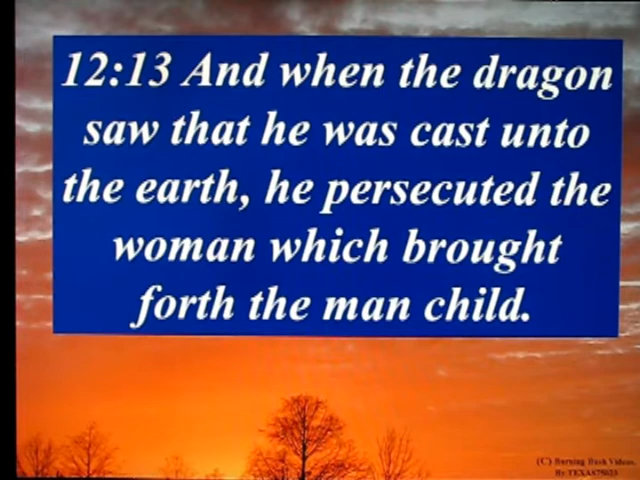 12:13 And when the dragon
saw that he was cast unto
the earth, he persecuted the
woman which brought
forth the man child.
(C) Burning Bush Videos.